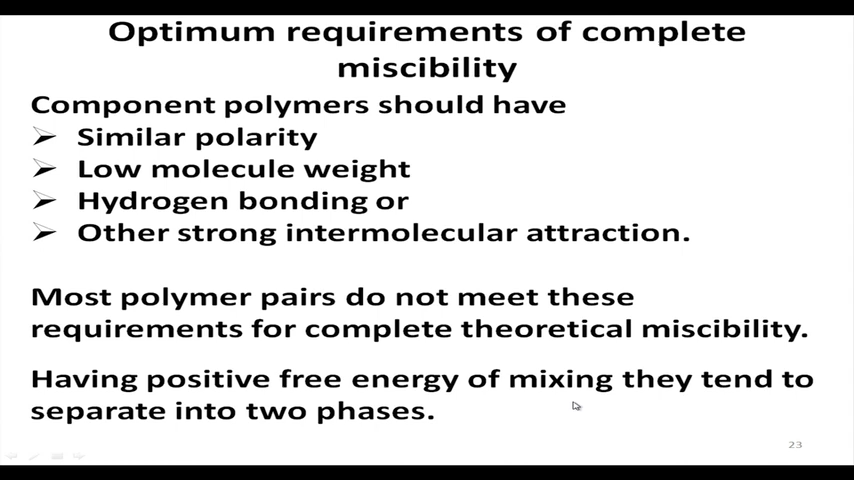 Optimum requirements of complete
miscibility
Component polymers should have
➢ Similar polarity
➢ Low molecule weight
➢ Hydrogen bonding or
➢ Other strong intermolecular attraction.
Most polymer pairs do not meet these
requirements for complete theoretical miscibility.
Having positive free energy of mixing they tend to
separate into two phases.
23